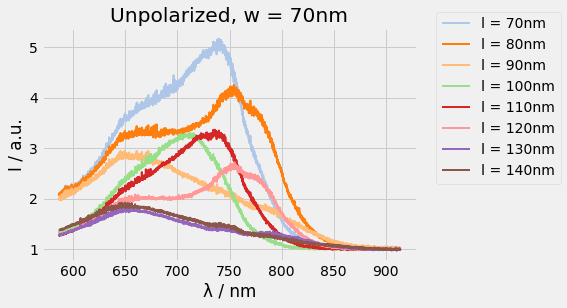 Unpolarized, w = 70nm
I / a.u.
5
4
3
2
1
600 650 700 750 800 850 900
λ / nm
l = 70nm
l = 80nm
l = 90nm
l = 100nm
l = 110nm
l = 120nm
l = 130nm
l = 140nm